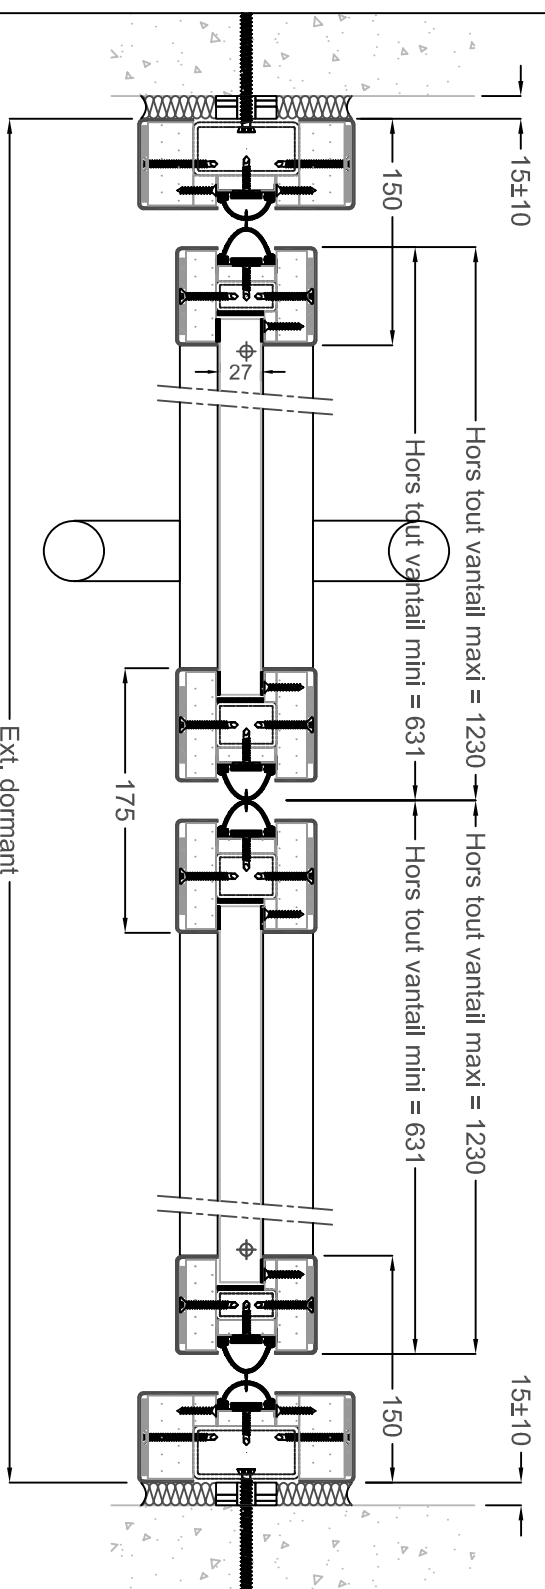 15±10
150
Hors tout vantail maxi = 1230
Hors tout vantail mini = 631
27
175
Ext. dormant
Hors tout vantail maxi = 1230
Hors tout vantail mini = 631
150
15±10